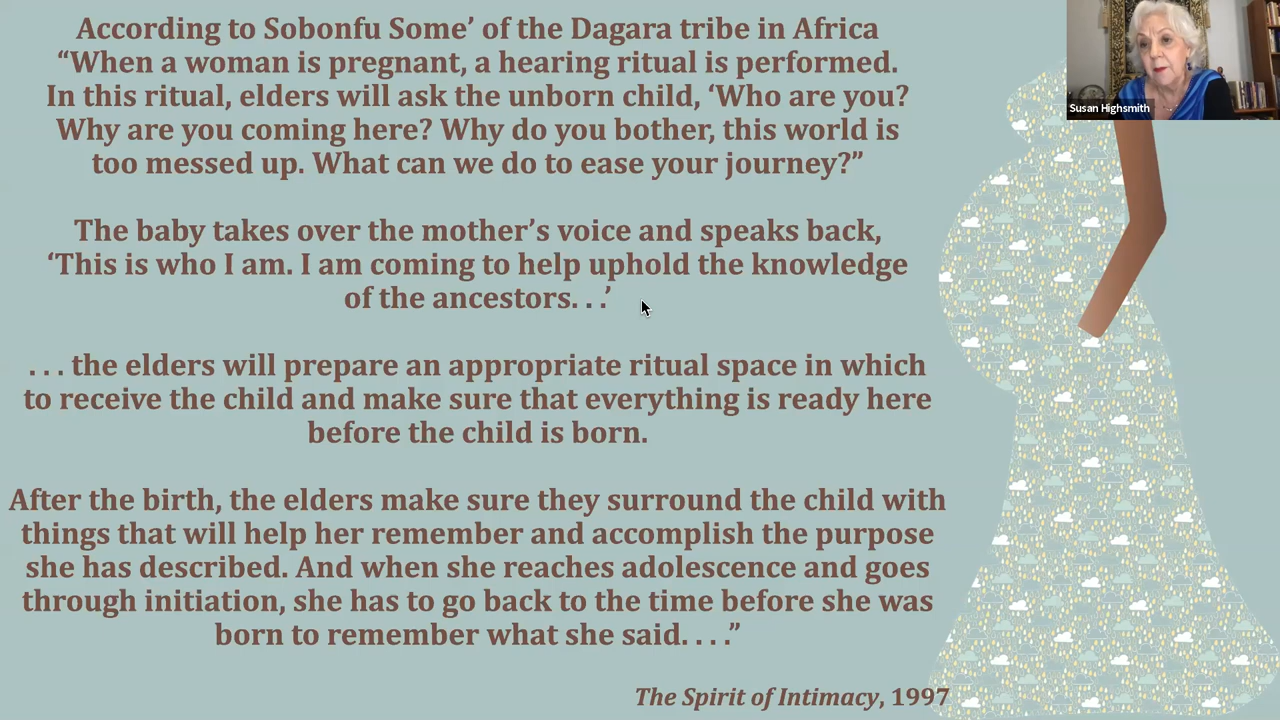 According to Sobonfu Some’ of the Dagara tribe in Africa
“When a woman is pregnant, a hearing ritual is performed.
In this ritual, elders will ask the unborn child, ‘Who are you?
Why are you coming here? Why do you bother, this world is
too messed up. What can we do to ease your journey?”
The baby takes over the mother’s voice and speaks back,
‘This is who I am. I am coming to help uphold the knowledge
of the ancestors. . .’
. . . the elders will prepare an appropriate ritual space in which
to receive the child and make sure that everything is ready here
before the child is born.
After the birth, the elders make sure they surround the child with
things that will help her remember and accomplish the purpose
she has described. And when she reaches adolescence and goes
through initiation, she has to go back to the time before she was
born to remember what she said. . . .”
The Spirit of Intimacy, 1997
Susan Highsmith